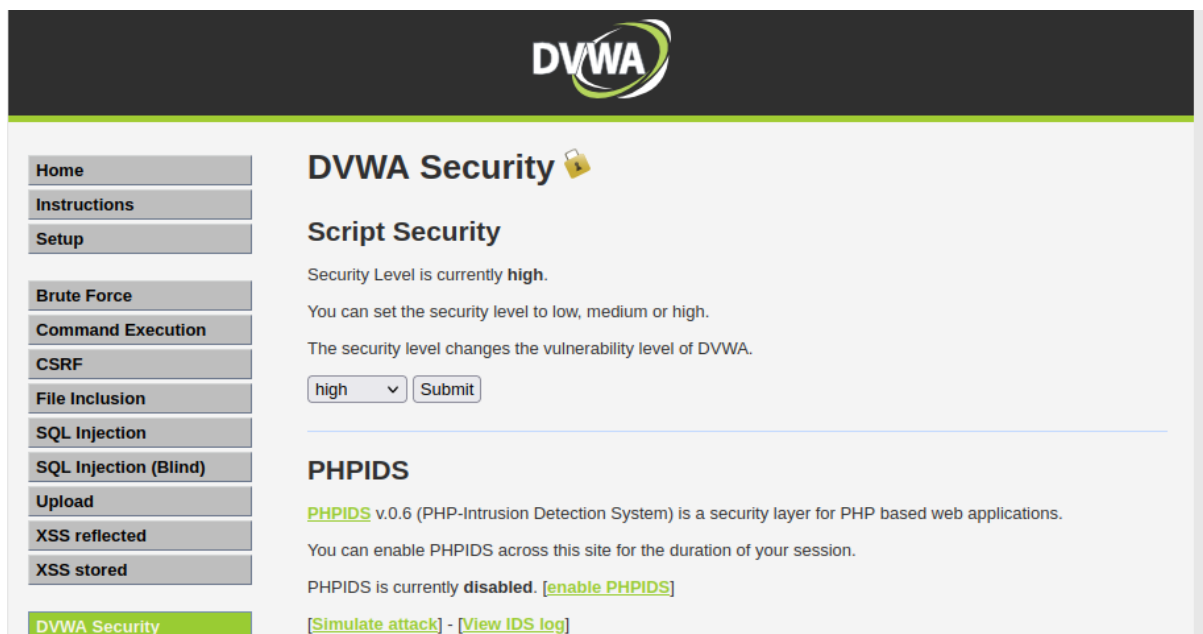 DVWA
Home
Instructions
Setup
Brute Force
Command Execution
CSRF
File Inclusion
SQL Injection
SQL Injection (Blind)
Upload
XSS reflected
XSS stored
DVWA Security
DVWA Security
Script Security
Security Level is currently high.
You can set the security level to low, medium or high.
The security level changes the vulnerability level of DVWA.
high Submit
PHPIDS
PHPIDS v.0.6 (PHP-Intrusion Detection System) is a security layer for PHP based web applications.
You can enable PHPIDS across this site for the duration of your session.
PHPIDS is currently disabled. [enable PHPIDS]
[Simulate attack] - [View IDS log]